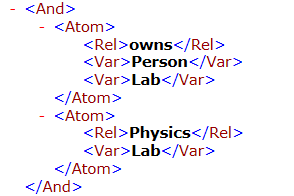 - <And>
- <Atom>
<Rel>owns</Rel>
<Var>Person</Var>
<Var>Lab</Var>
</Atom>
- <Atom>
<Rel>Physics</Rel>
<Var>Lab</Var>
</Atom>
</And>